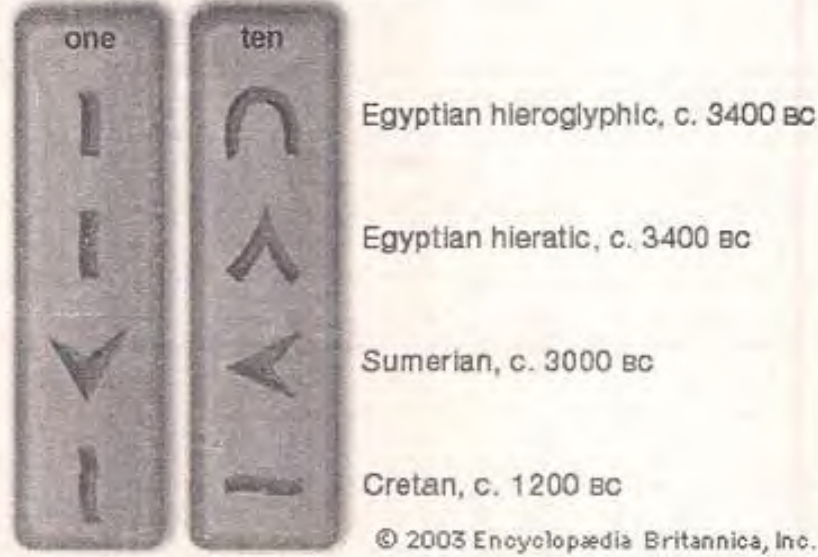 one ten
Egyptian hieroglyphic, c. 3400 BC
Egyptian hieratic, c. 3400 BC
Sumerian, c. 3000 BC
Cretan, c. 1200 BC
© 2003 Encyclopædia Britannica, Inc.